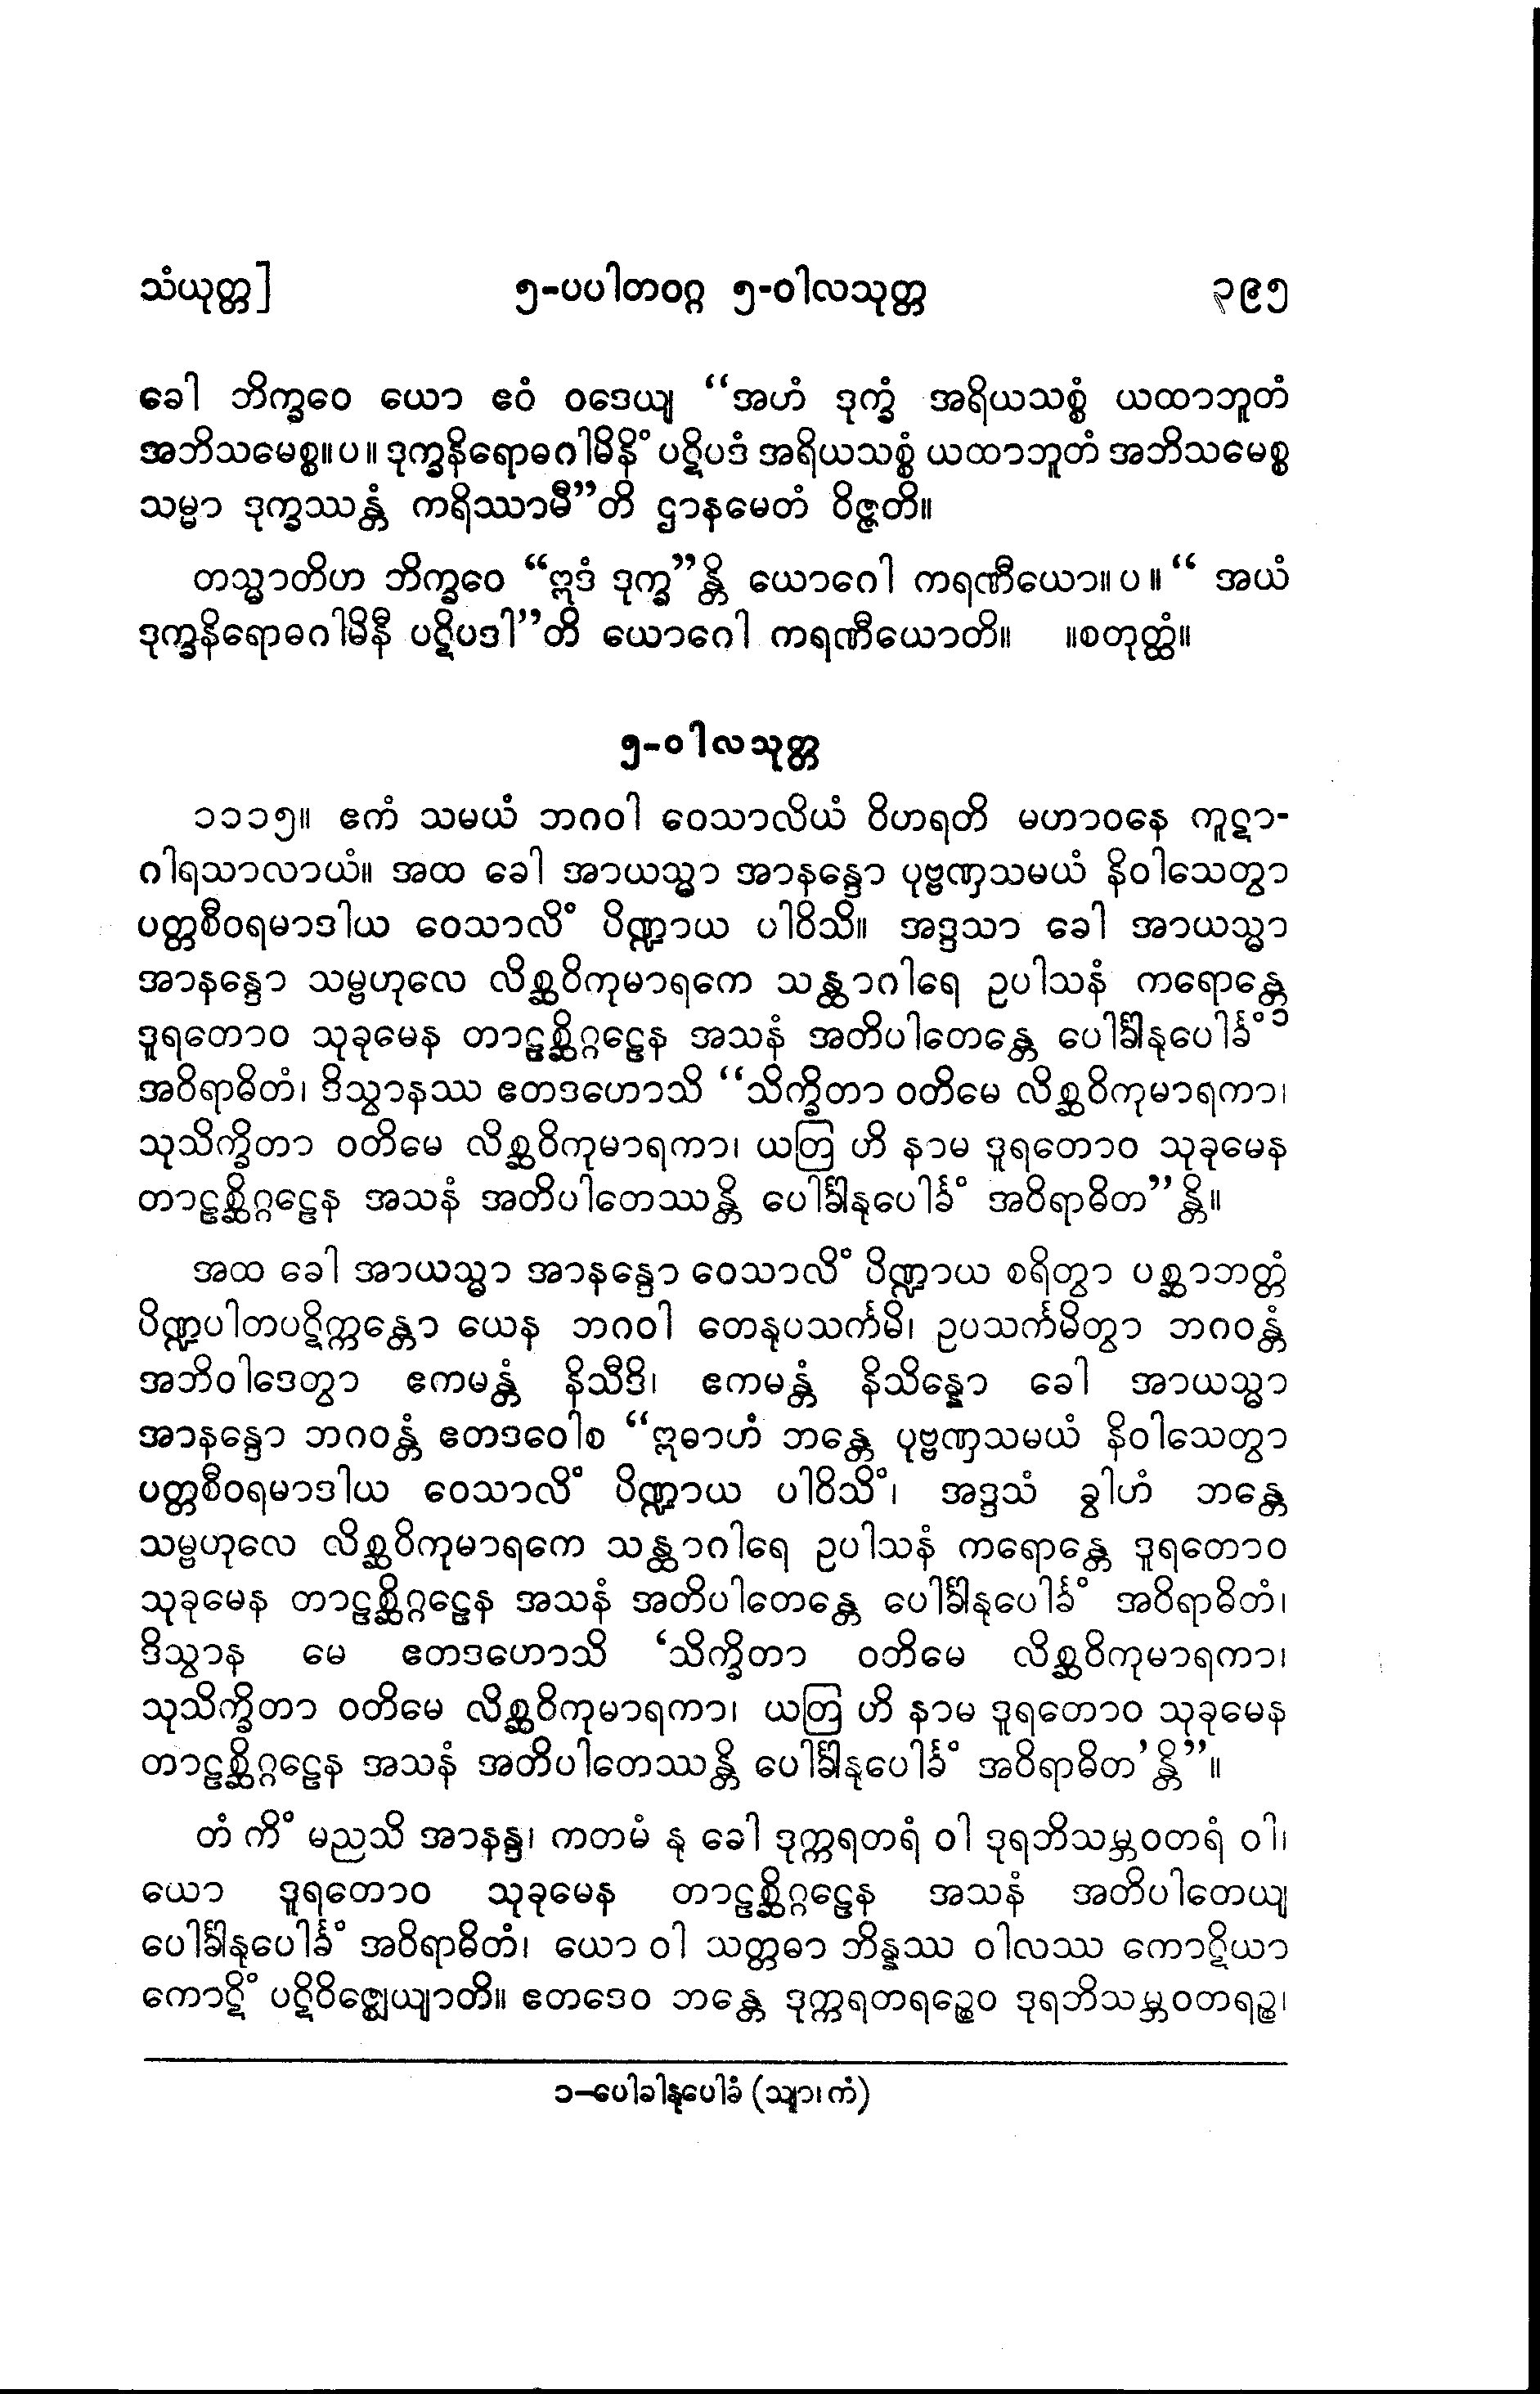 သံယုတ္တ] ၅-ပပါတဝဂ္ဂ ၅-ဝါလသုတ္တ ၃၉၅
ခေါ ဘိက္ခဝေ ယော ဧဝံ ဝဒေယျ “အဟံ ဒုက္ခံ အရိယသစ္စံ ယထာဘူတံ
အဘိသမေစ္စ။ပ။ ဒုက္ခနိရောဓဂါမိနိံ ပဋိပဒံ အရိယသစ္စံ ယထာဘူတံ အဘိသမေစ္စ
သမ္မာ ဒုက္ခဿန္တံ ကရိဿာမီ”တိ ဌာနမေတံ ဝိဇ္ဇတိ။
တသ္မာတိဟ ဘိက္ခဝေ “ဣဒံ ဒုက္ခ”န္တိ ယောဂေါ ကရဏီယော။ပ။ “ အယံ
ဒုက္ခနိရောဓဂါမိနီ ပဋိပဒါ”တိ ယောဂေါ ကရဏီယောတိ။ ။စတုတ္ထံ။
၅-ဝါလသုတ္တ
၁၁၁၅။ ဧကံ သမယံ ဘဂဝါ ဝေသာလိယံ ဝိဟရတိ မဟာဝနေ ကူဋာ-
ဂါရသာလာယံ။ အထ ခေါ အာယသ္မာ အာနန္ဒော ပုဗ္ဗဏှသမယံ နိဝါသေတွာ
ပတ္တစီဝရမာဒါယ ဝေသာလိံ ပိဏ္ဍာယ ပါဝိသိ။ အဒ္ဒသာ ခေါ အာယသ္မာ
အာနန္ဒော သမ္ဗဟုလေ လိစ္ဆဝိကုမာရကေ သန္ထာဂါရေ ဥပါသနံ ကရောန္တေ
ဒူရတောဝ သုခုမေန တာဠစ္ဆိဂ္ဂဠေန အသနံ အတိပါတေန္တေ ပေါင်္ခါနုပေါင်္ခံ ၁
အဝိရာဓိတံ၊ ဒိသွာနဿ ဧတဒဟောသိ “သိက္ခိတာ ဝတိမေ လိစ္ဆဝိကုမာရကာ၊
သုသိက္ခိတာ ဝတိမေ လိစ္ဆဝိကုမာရကာ၊ ယတြ ဟိ နာမ ဒူရတောဝ သုခုမေန
တာဠစ္ဆိဂ္ဂဠေန အသနံ အတိပါတေဿန္တိ ပေါင်္ခါနုပေါင်္ခံ အဝိရာဓိတ”န္တိ။
အထ ခေါ အာယသ္မာ အာနန္ဒော ဝေသာလိံ ပိဏ္ဍာယ စရိတွာ ပစ္ဆာဘတ္တံ
ပိဏ္ဍပါတပဋိက္ကန္တော ယေန ဘဂဝါ တေနုပသင်္ကမိ၊ ဥပသင်္ကမိတွာ ဘဂဝန္တံ
အဘိဝါဒေတွာ ဧကမန္တံ နိသီဒိ၊ ဧကမန္တံ နိသိန္နော ခေါ အာယသ္မာ
အာနန္ဒော ဘဂဝန္တံ ဧတဒဝေါစ “ဣဓာဟံ ဘန္တေ ပုဗ္ဗဏှသမယံ နိဝါသေတွာ
ပတ္တစီဝရမာဒါယ ဝေသာလိံ ပိဏ္ဍာယ ပါဝိသိံ၊ အဒ္ဒသံ ခွါဟံ ဘန္တေ
သမ္ဗဟုလေ လိစ္ဆဝိကုမာရကေ သန္ထာဂါရေ ဥပါသနံ ကရောန္တေ ဒူရတောဝ
သုခုမေန တာဠစ္ဆိဂ္ဂဠေန အသနံ အတိပါတေန္တေ ပေါင်္ခါနုပေါင်္ခံ အဝိရာဓိတံ၊
ဒိသွာန မေ ဧတဒဟောသိ ‘သိက္ခိတာ ဝတိမေ လိစ္ဆဝိကုမာရကာ၊
သုသိက္ခိတာ ဝတိမေ လိစ္ဆဝိကုမာရကာ၊ ယတြ ဟိ နာမ ဒူရတောဝ သုခုမေန
တာဠစ္ဆိဂ္ဂဠေန အသနံ အတိပါတေဿန္တိ ပေါင်္ခါနုပေါင်္ခံ အဝိရာဓိတ’န္တိ”။
တံ ကိံ မညသိ အာနန္ဒ၊ ကတမံ နု ခေါ ဒုက္ကရတရံ ဝါ ဒုရဘိသမ္ဘဝတရံ ဝါ၊
ယော ဒူရတောဝ သုခုမေန တာဠစ္ဆိဂ္ဂဠေန အသနံ အတိပါတေယျ
ပေါင်္ခါနုပေါင်္ခံ အဝိရာဓိတံ၊ ယော ဝါ သတ္တဓာ ဘိန္နဿ ဝါလဿ ကောဋိယာ
ကောဋိံ ပဋိဝိဇ္ဈေယျာတိ။ ဧတဒေဝ ဘန္တေ ဒုက္ကရတရဉ္စေဝ ဒုရဘိသမ္ဘဝတရဉ္စ၊
၁–ပေါခါနုပေါခံ (သျာ၊ကံ)